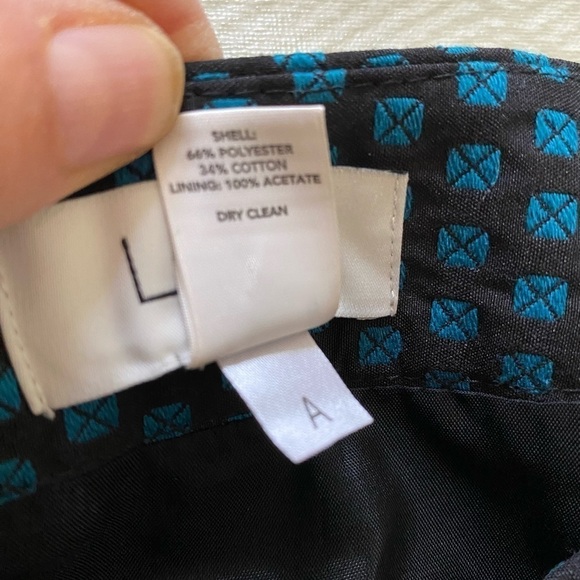 SHELL:
66% POLYESTER
34% COTTON
LINING: 100% ACETATE
DRY CLEAN
L
A